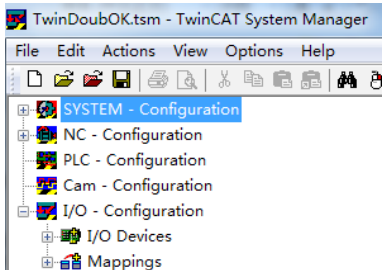 TwinDoubOK.tsm - TwinCAT System Manager
File Edit Actions View Options Help
SYSTEM - Configuration
NC - Configuration
PLC - Configuration
Cam - Configuration
I/O - Configuration
I/O Devices
Mappings